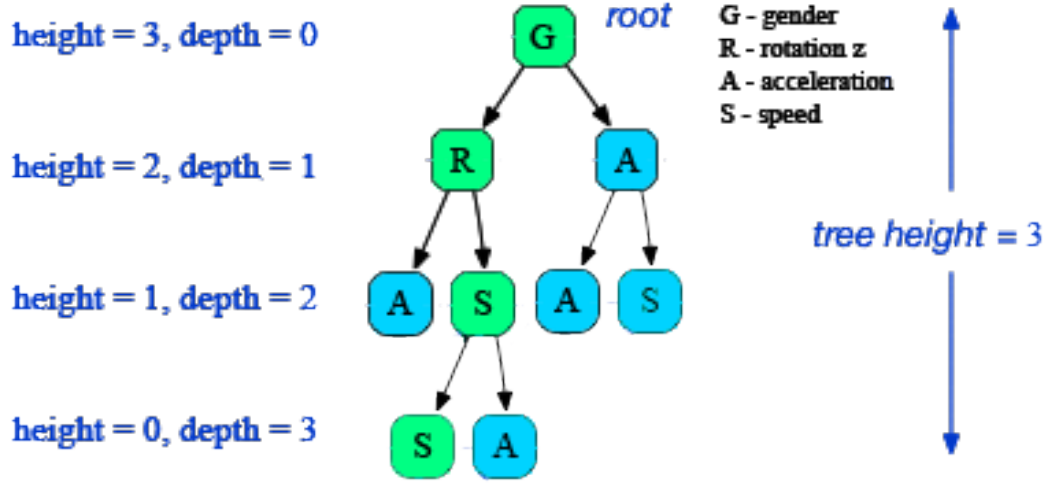 height = 3, depth = 0
G
root
G - gender
R - rotation z
A - acceleration
S - speed
height = 2, depth = 1
R
A
tree height = 3
height = 1, depth = 2
A
S
A
S
height = 0, depth = 3
S
A